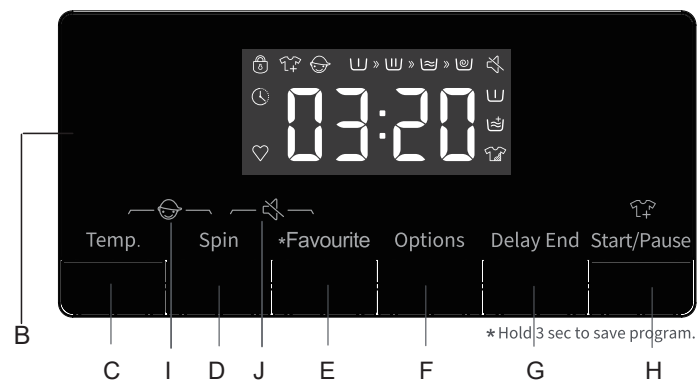 03:20
Temp. Spin *Favourite Options Delay End Start/Pause
B
* Hold 3 sec to save program.
C I D J E F G H